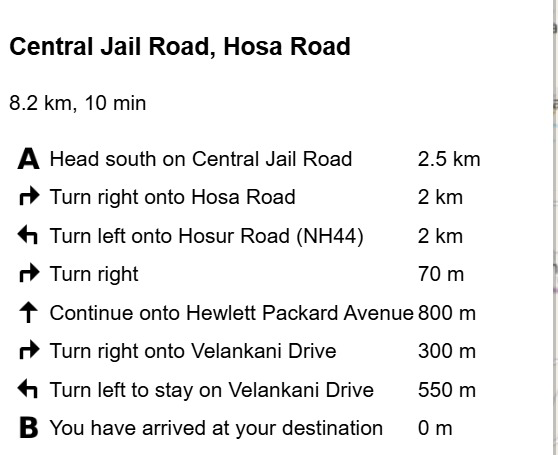 Central Jail Road, Hosa Road
8.2 km, 10 min
A Head south on Central Jail Road 2.5 km
Turn right onto Hosa Road 2 km
Turn left onto Hosur Road (NH44) 2 km
Turn right 70 m
Continue onto Hewlett Packard Avenue 800 m
Turn right onto Velankani Drive 300 m
Turn left to stay on Velankani Drive 550 m
B You have arrived at your destination 0 m